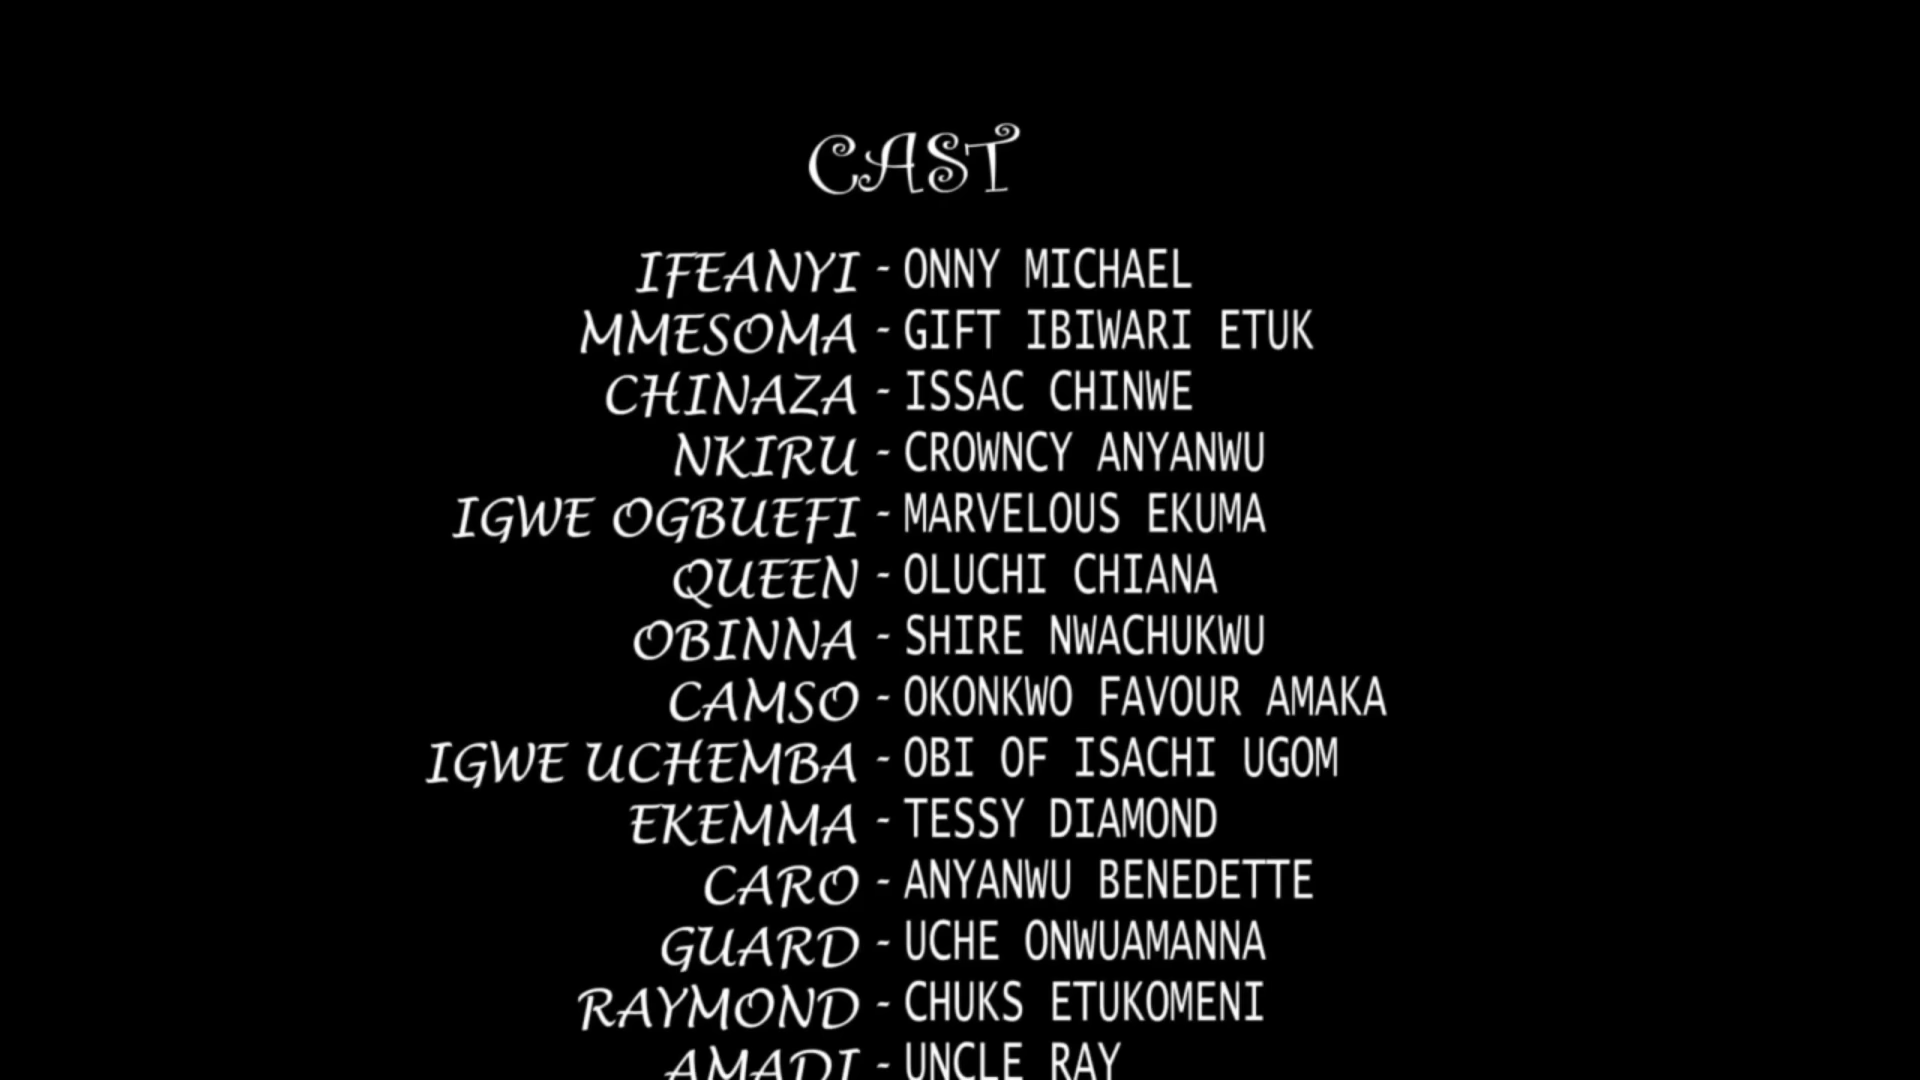 CAST
IFEANYI - ONNY MICHAEL
MMESOMA - GIFT IBIWARI ETUK
CHINAZA - ISSAC CHINWE
NKIRU - CROWNCY ANYANWU
IGWE OGBUEFI - MARVELOUS EKUMA
QUEEN - OLUCHI CHIANA
OBINNA - SHIRE NWACHUKWU
CAMSO - OKONKWO FAVOUR AMAKA
IGWE UCHEMBA - OBI OF ISACHI UGOM
EKEMMA - TESSY DIAMOND
CARO - ANYANWU BENEDETTE
GUARD - UCHE ONWUAMANNA
RAYMOND - CHUKS ETUKOMENI
AMADI - UNCLE RAY